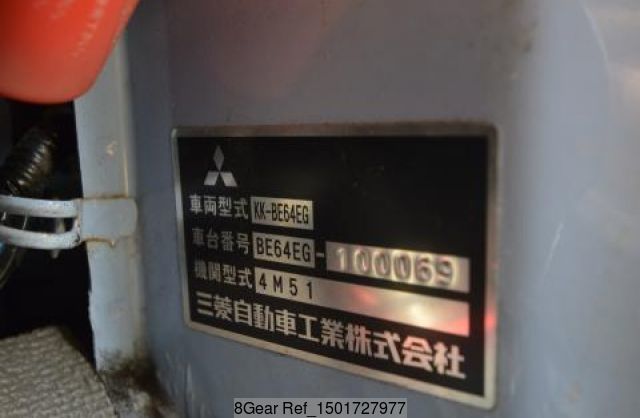 車両型式 KK-BE64EG
車台番号 BE64EG-100069
機関型式 4M51
三菱自動車工業株式会社
8Gear Ref_1501727977